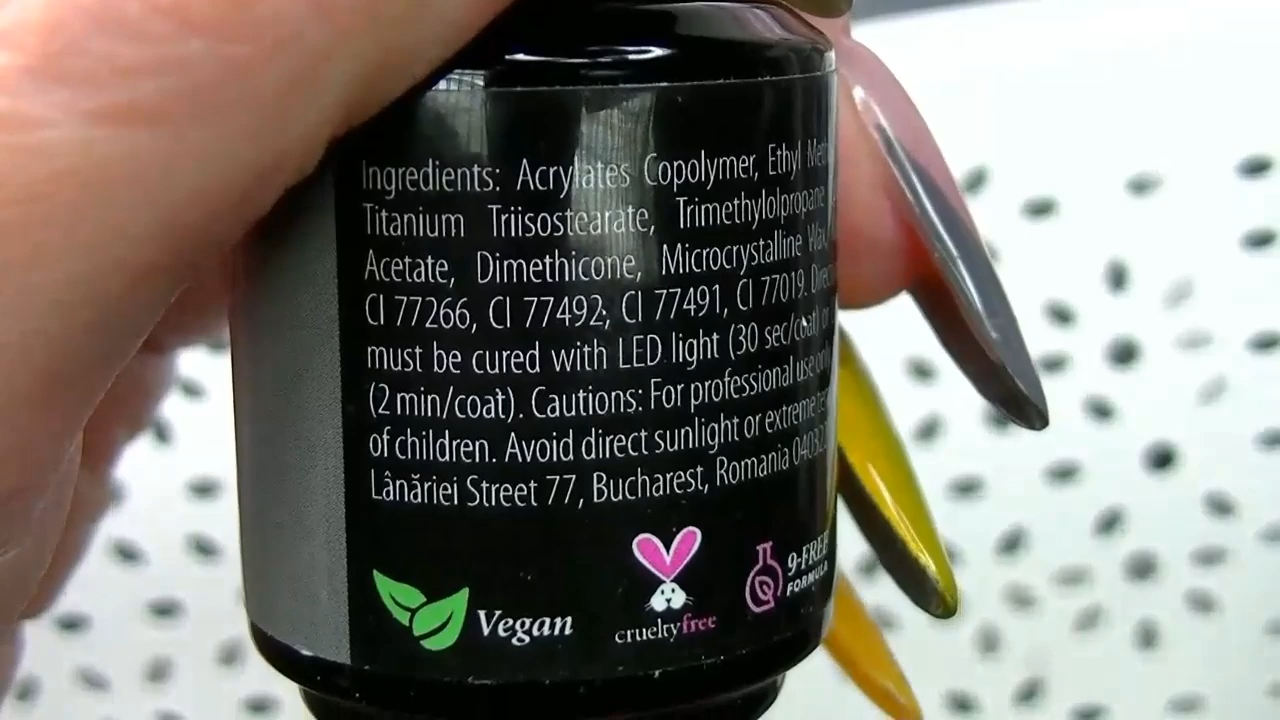 Ingredients: Acrylates Copolymer, Ethyl
Titanium Triisostearate, Trimethylolpropane
Acetate, Dimethicone, Microcrystalline Wax,
CI 77266, CI 77492, CI 77491, CI 77019.
must be cured with LED light (30 sec/coat)
(2 min/coat). Cautions: For professional use
of children. Avoid direct sunlight or extreme
Lânăriei Street 77, Bucharest, Romania
Vegan
crueltyfree
9-FREE
FORMULA